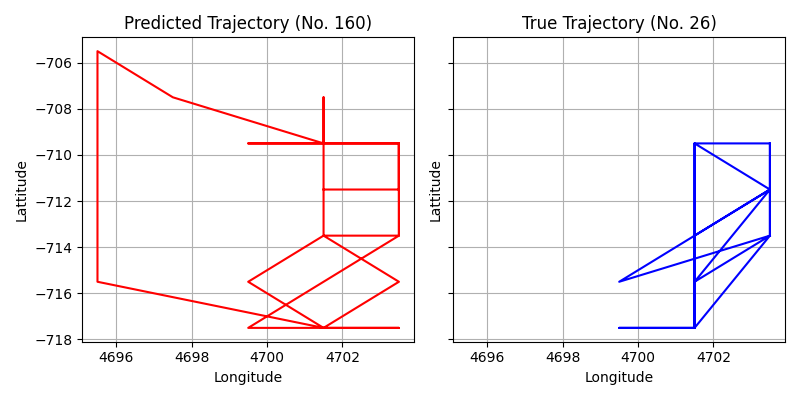 Predicted Trajectory (No. 160)
True Trajectory (No. 26)
Lattitude
−706
−708
−710
−712
−714
−716
−718
4696
4698
4700
4702
Longitude
Lattitude
4696
4698
4700
4702
Longitude